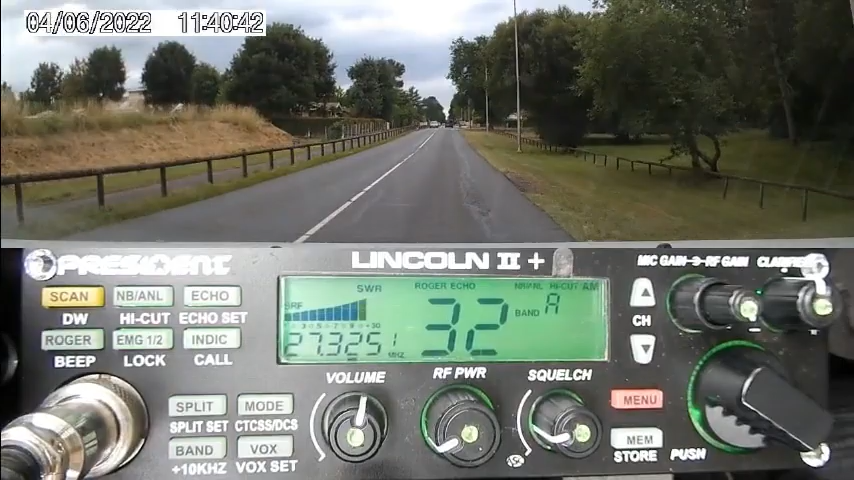 04/06/2022 11:40:42
PRESIDENT LINCOLN II +
MIC GAIN RF GAIN
SCAN NB/ANL ECHO
DW HI-CUT ECHO SET
ROGER EMG 1/2 INDIC
BEEP LOCK CALL
SWR ROGER ECHO NB/ANL HI-CUT AM
32 BAND A
27.325 MHZ
CH
VOLUME RF PWR SQUELCH
SPLIT MODE
SPLIT SET CTCSS/DCS
BAND VOX
+10KHZ VOX SET
MENU
MEM
STORE PUSH